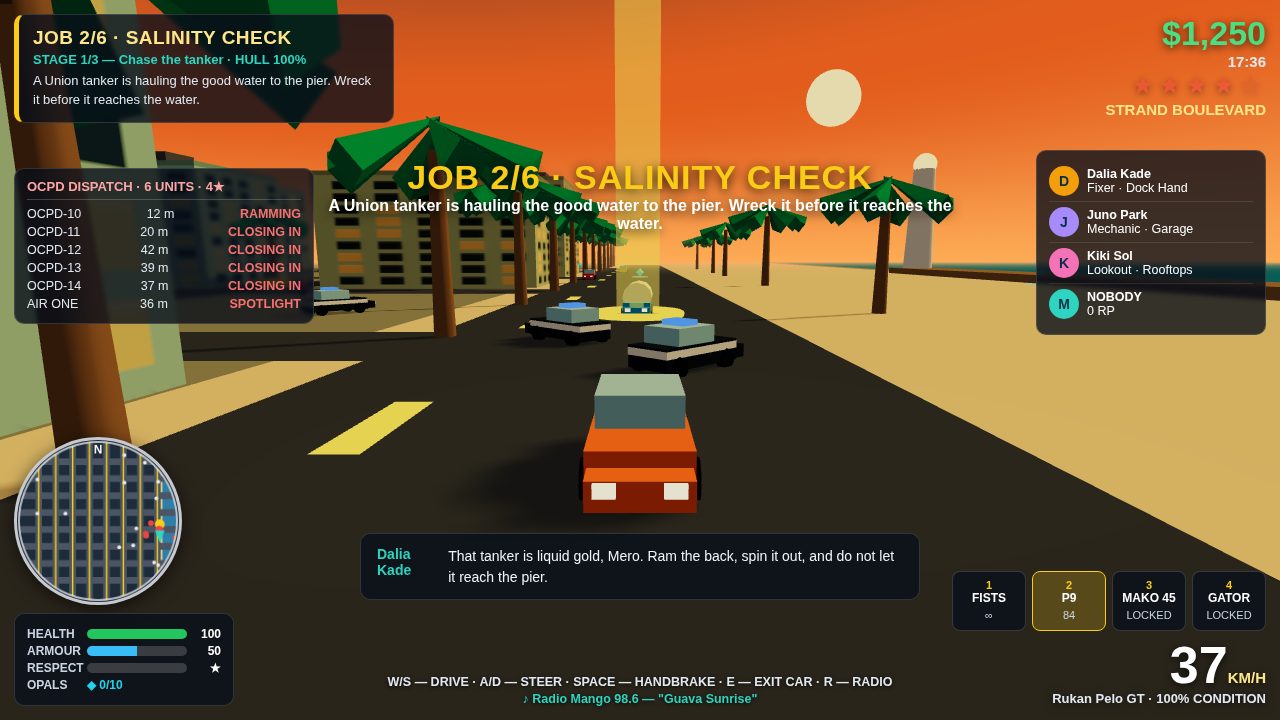 JOB 2/6 · SALINITY CHECK
STAGE 1/3 — Chase the tanker · HULL 100%
A Union tanker is hauling the good water to the pier. Wreck
it before it reaches the water.
$1,250
17:36
★ ★ ★ ★ ☆
STRAND BOULEVARD
OCPD DISPATCH · 6 UNITS · 4★
OCPD-10 12 m RAMMING
OCPD-11 20 m CLOSING IN
OCPD-12 42 m CLOSING IN
OCPD-13 39 m CLOSING IN
OCPD-14 37 m CLOSING IN
AIR ONE 36 m SPOTLIGHT
JOB 2/6 · SALINITY CHECK
A Union tanker is hauling the good water to the pier. Wreck it before it reaches the
water.
D Dalia Kade
Fixer · Dock Hand
J Juno Park
Mechanic · Garage
K Kiki Sol
Lookout · Rooftops
M NOBODY
0 RP
N
Dalia
Kade
That tanker is liquid gold, Mero. Ram the back, spin it out, and do not let
it reach the pier.
HEALTH 100
ARMOUR 50
RESPECT ★
OPALS ◆ 0/10
1 FISTS ∞
2 P9 84
3 MAKO 45 LOCKED
4 GATOR LOCKED
W/S — DRIVE · A/D — STEER · SPACE — HANDBRAKE · E — EXIT CAR · R — RADIO
♪ Radio Mango 98.6 — "Guava Sunrise"
37 KM/H
Rukan Pelo GT · 100% CONDITION